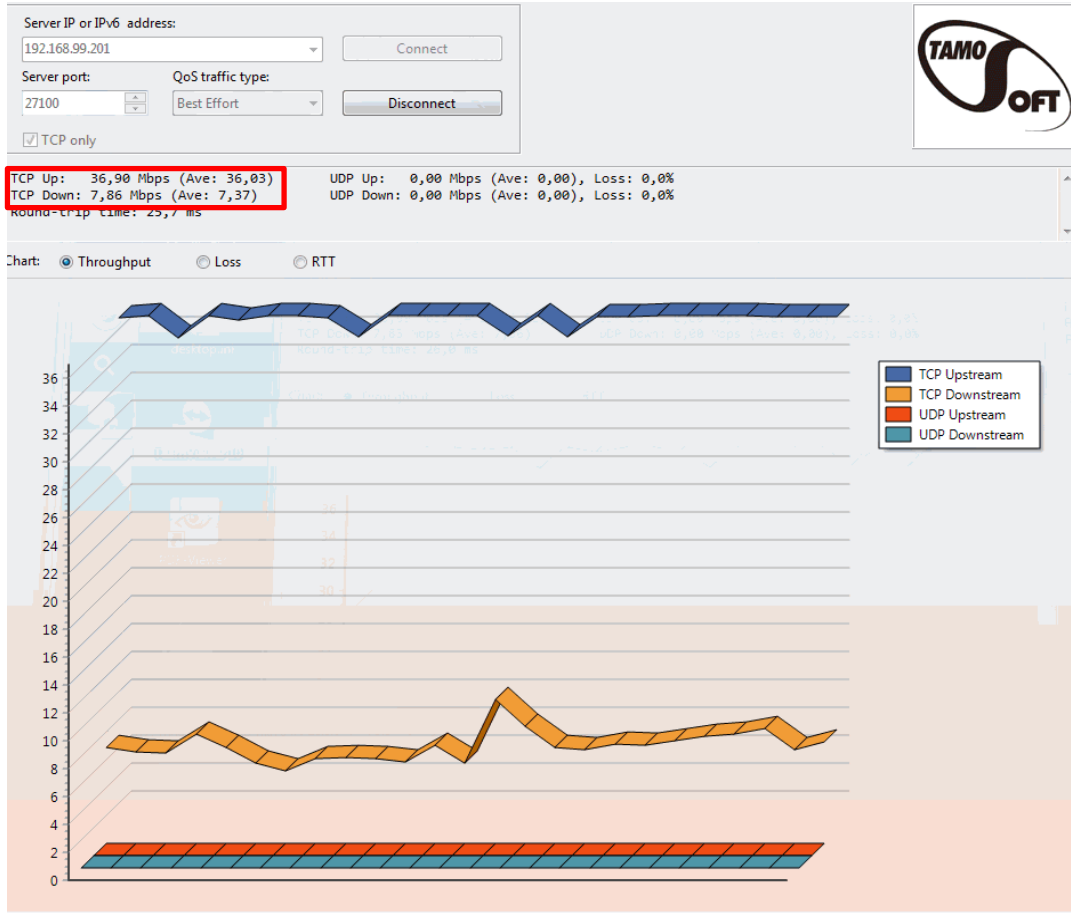 Server IP or IPv6 address:
192.168.99.201
Connect
Server port:
QoS traffic type:
27100
Best Effort
Disconnect
TCP only
TAMO SOFT
TCP Up: 36,90 Mbps (Ave: 36,03) UDP Up: 0,00 Mbps (Ave: 0,00), Loss: 0,0%
TCP Down: 7,86 Mbps (Ave: 7,37) UDP Down: 0,00 Mbps (Ave: 0,00), Loss: 0,0%
Round-trip time: 25,7 ms
Chart: Throughput Loss RTT
TCP Upstream
TCP Downstream
UDP Upstream
UDP Downstream
36
34
32
30
28
26
24
22
20
18
16
14
12
10
8
6
4
2
0